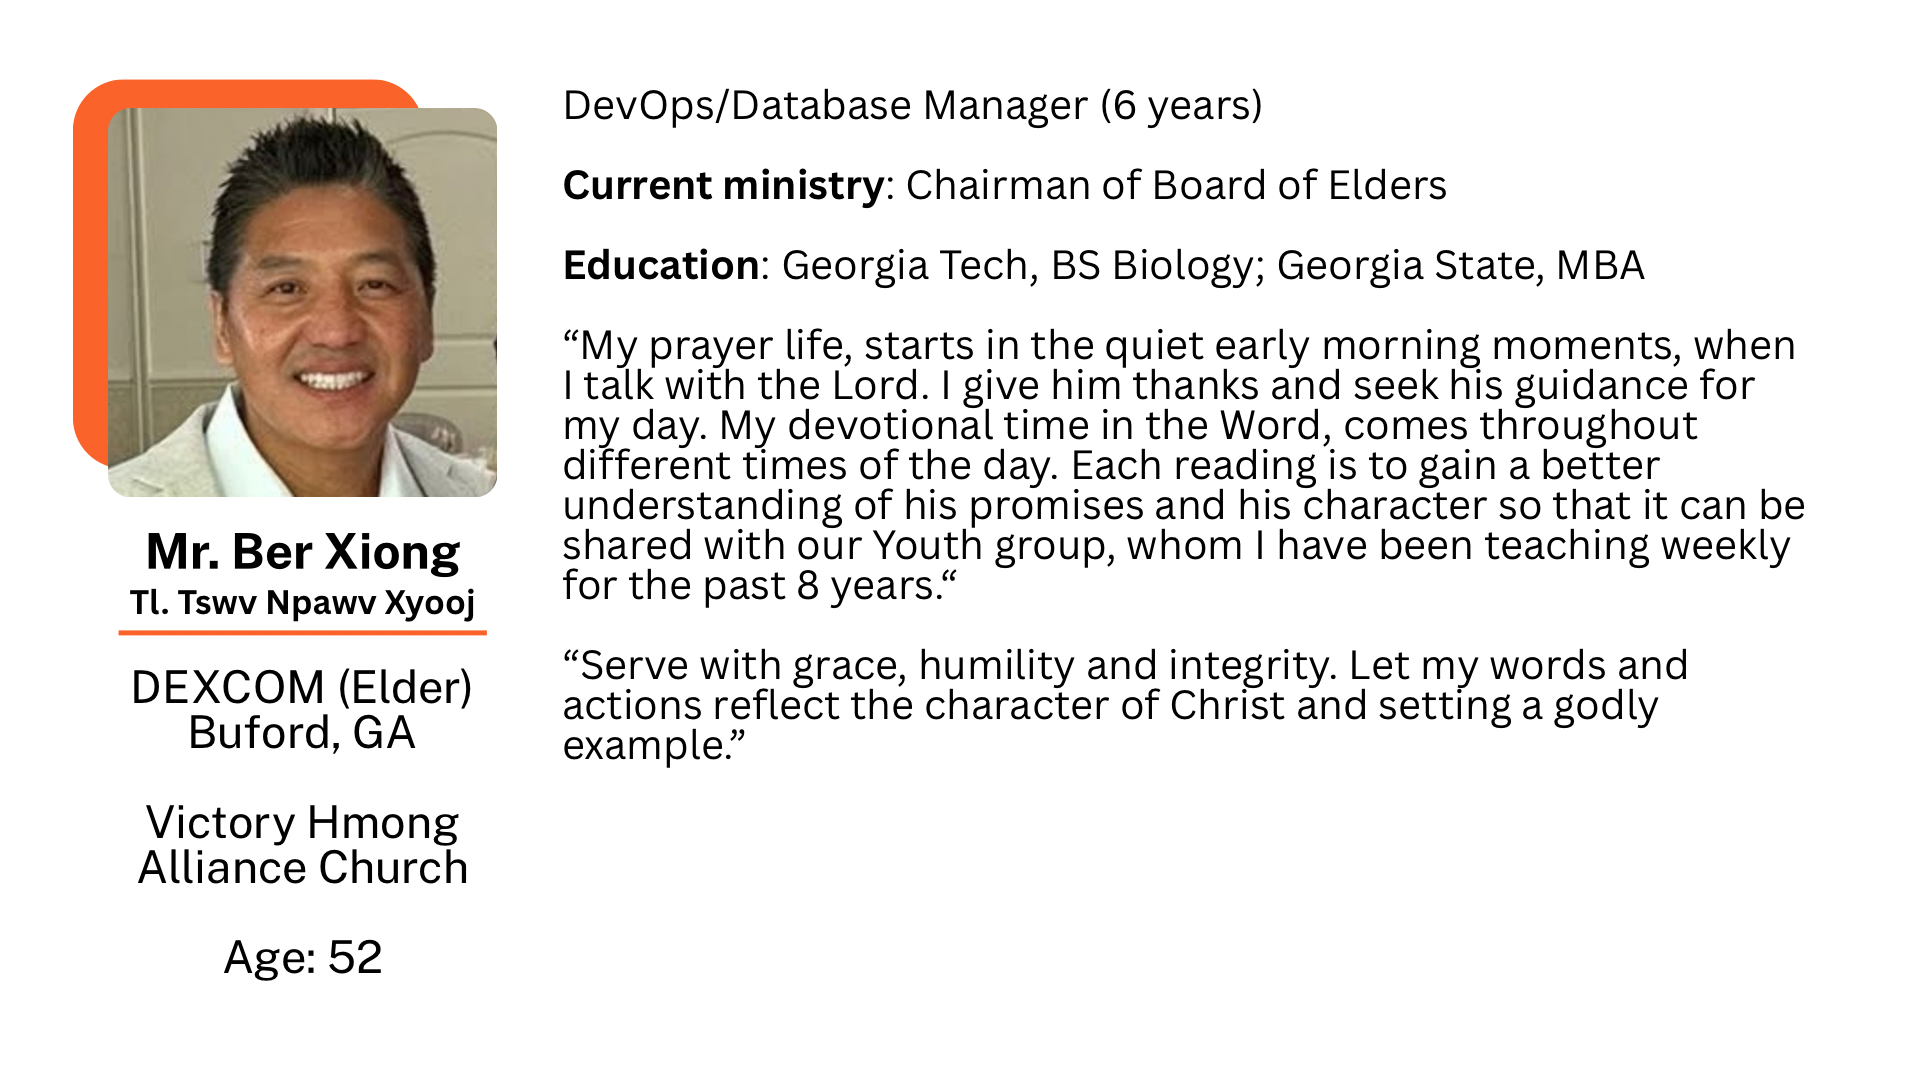 Mr. Ber Xiong
Tl. Tswv Npawv Xyooj
DEXCOM (Elder)
Buford, GA
Victory Hmong
Alliance Church
Age: 52
DevOps/Database Manager (6 years)
Current ministry: Chairman of Board of Elders
Education: Georgia Tech, BS Biology; Georgia State, MBA
“My prayer life, starts in the quiet early morning moments, when
I talk with the Lord. I give him thanks and seek his guidance for
my day. My devotional time in the Word, comes throughout
different times of the day. Each reading is to gain a better
understanding of his promises and his character so that it can be
shared with our Youth group, whom I have been teaching weekly
for the past 8 years.“
“Serve with grace, humility and integrity. Let my words and
actions reflect the character of Christ and setting a godly
example.”